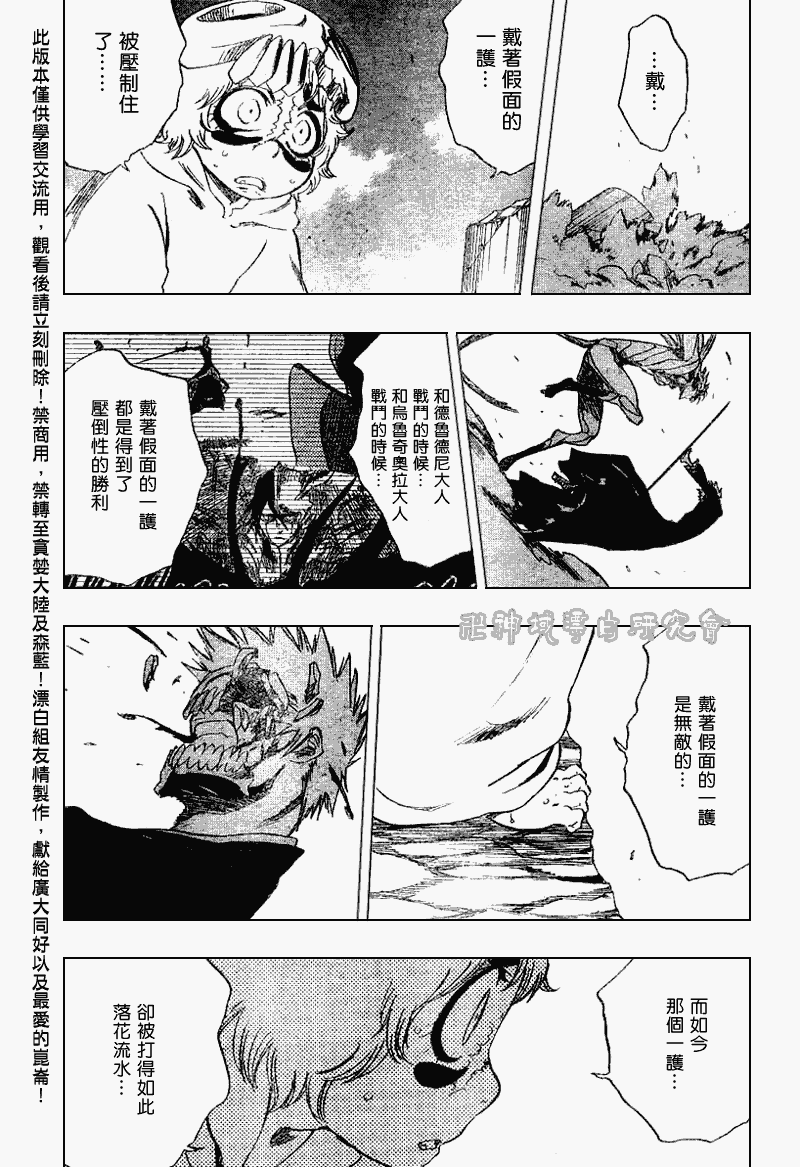 …戴…
戴著假面的
一護…
被壓制住
了……
和德魯德尼大人
戰鬥的時候…
和烏魯奇奧拉大人
戰鬥的時候…
戴著假面的一護
都是得到了
壓倒性的勝利
卍神域漂白研究會
戴著假面的一護
是無敵的…
而如今
那個一護…
卻被打得如此
落花流水…
此版本僅供學習交流用，觀看後請立刻刪除！禁商用，禁轉至貪婪大陸及森藍！漂白組友情製作，獻給廣大同好以及最愛的崑崙！